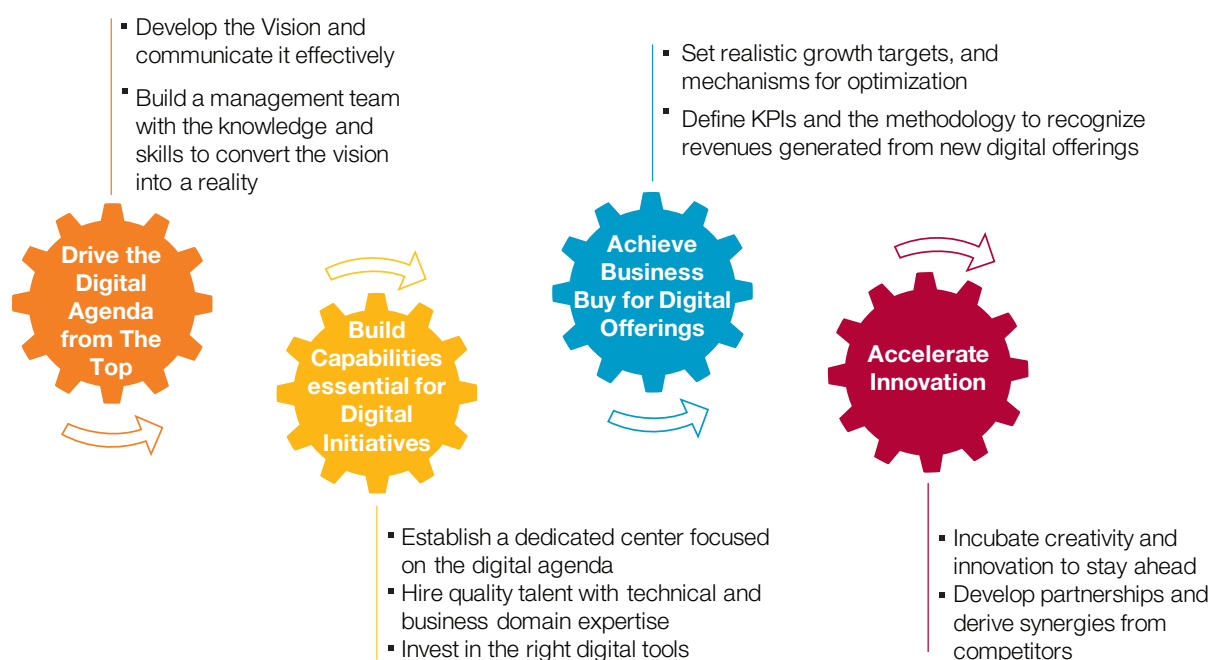 ▪ Develop the Vision and
communicate it effectively
▪ Build a management team
with the knowledge and
skills to convert the vision
into a reality
Drive the
Digital
Agenda
from The
Top
Build
Capabilities
essential for
Digital
Initiatives
▪ Establish a dedicated center focused
on the digital agenda
▪ Hire quality talent with technical and
business domain expertise
▪ Invest in the right digital tools
▪ Set realistic growth targets, and
mechanisms for optimization
▪ Define KPIs and the methodology to recognize
revenues generated from new digital offerings
Achieve
Business
Buy for Digital
Offerings
Accelerate
Innovation
▪ Incubate creativity and
innovation to stay ahead
▪ Develop partnerships and
derive synergies from
competitors